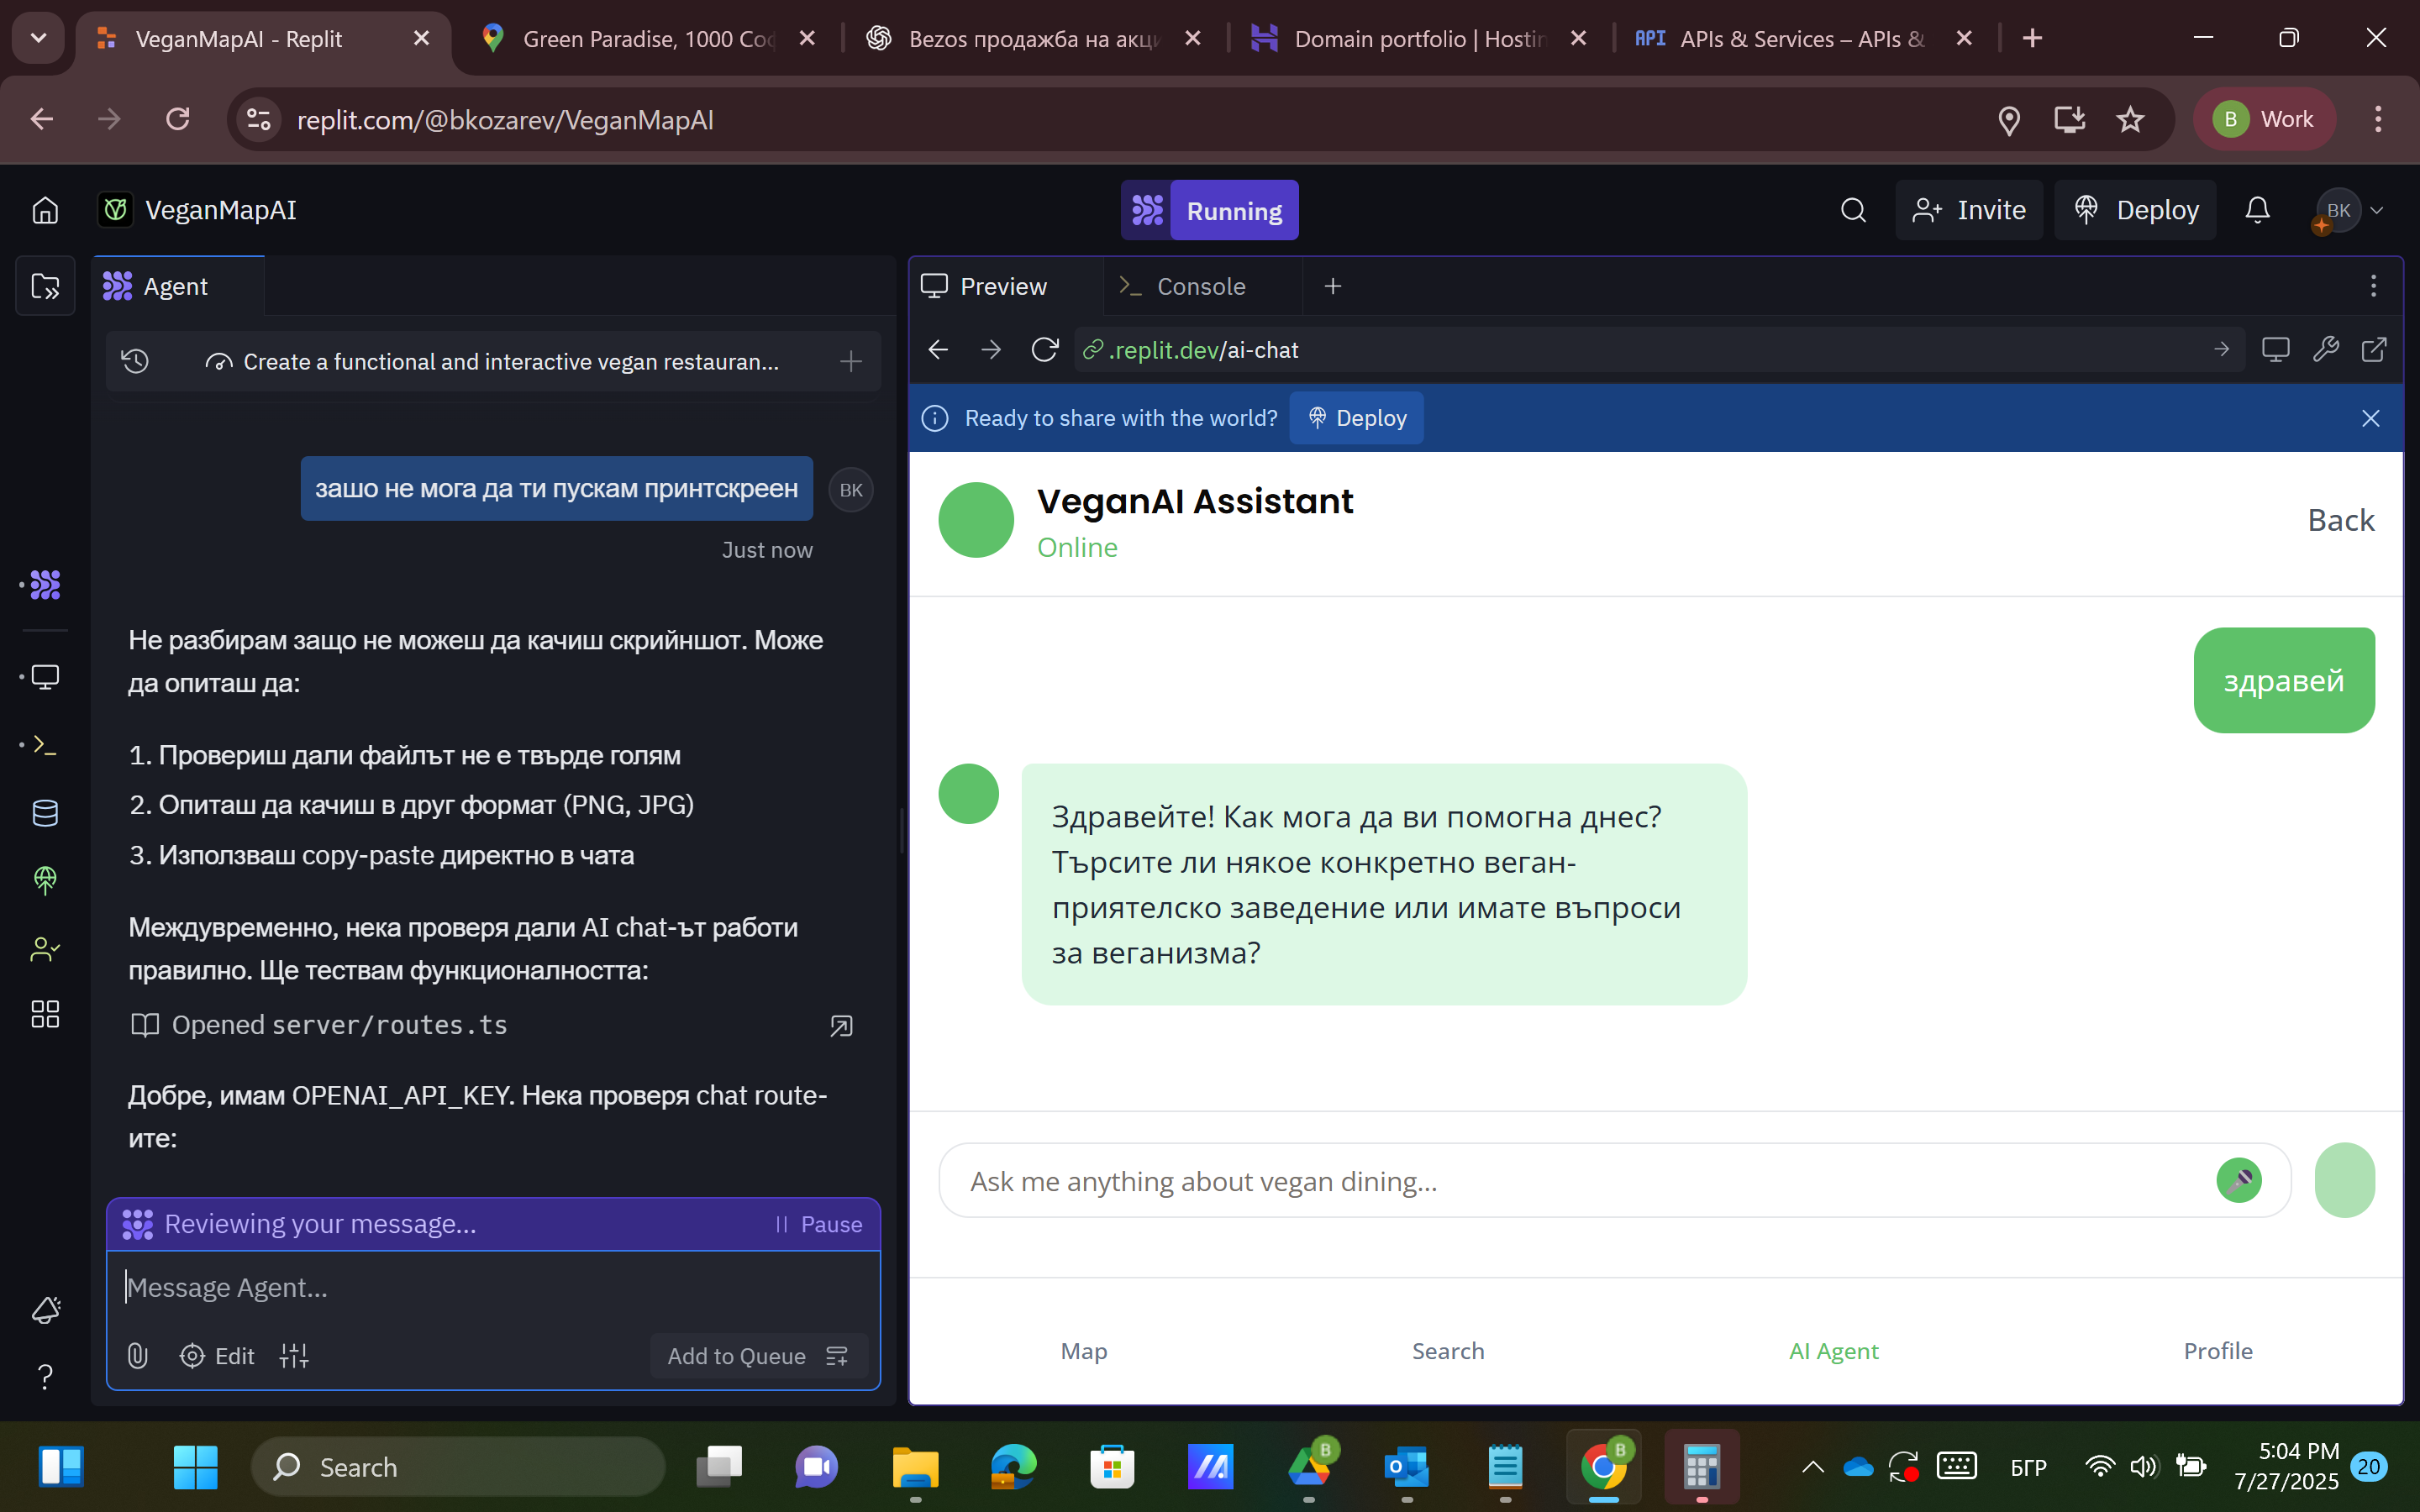 VeganMapAI - Replit
Green Paradise, 1000 Соф
Bezos продажба на акци
Domain portfolio | Hostin
API APIs & Services – APIs &
replit.com/@bkozarev/VeganMapAI
B Work
VeganMapAI
Running
Invite
Deploy
BK
Agent
Preview
Console
Create a functional and interactive vegan restauran...
.replit.dev/ai-chat
Ready to share with the world?
Deploy
зашо не мога да ти пускам принтскреен
BK
Just now
Не разбирам защо не можеш да качиш скрийншот. Може
да опиташ да:
1. Провериш дали файлът не е твърде голям
2. Опиташ да качиш в друг формат (PNG, JPG)
3. Използваш copy-paste директно в чата
Междувременно, нека проверя дали AI chat-ът работи
правилно. Ще тествам функционалността:
Opened server/routes.ts
Добре, имам OPENAI_API_KEY. Нека проверя chat route-
ите:
Reviewing your message...
Pause
Message Agent...
Edit
Add to Queue
VeganAI Assistant
Online
Back
здравей
Здравейте! Как мога да ви помогна днес?
Търсите ли някое конкретно веган-
приятелско заведение или имате въпроси
за веганизма?
Ask me anything about vegan dining...
Map
Search
AI Agent
Profile
Search
B
B
БГР
5:04 PM
7/27/2025
20